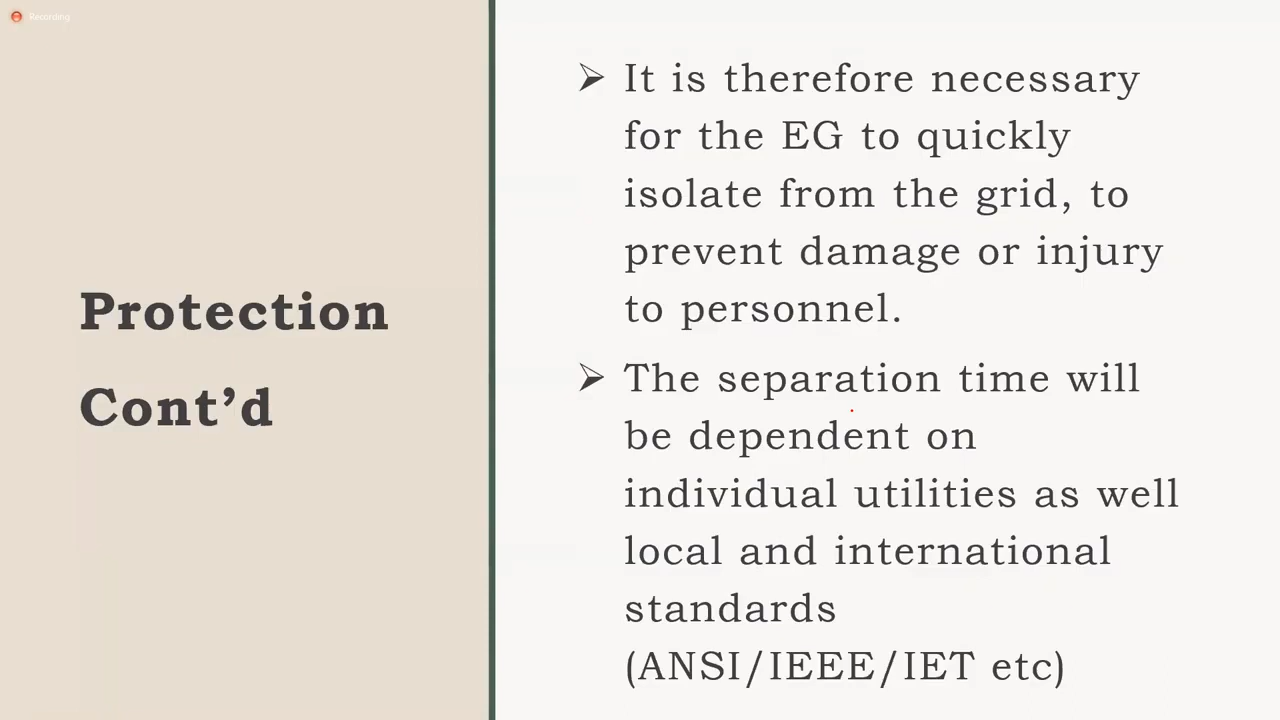 Recording
Protection
Cont’d
➢ It is therefore necessary
for the EG to quickly
isolate from the grid, to
prevent damage or injury
to personnel.
➢ The separation time will
be dependent on
individual utilities as well
local and international
standards
(ANSI/IEEE/IET etc)